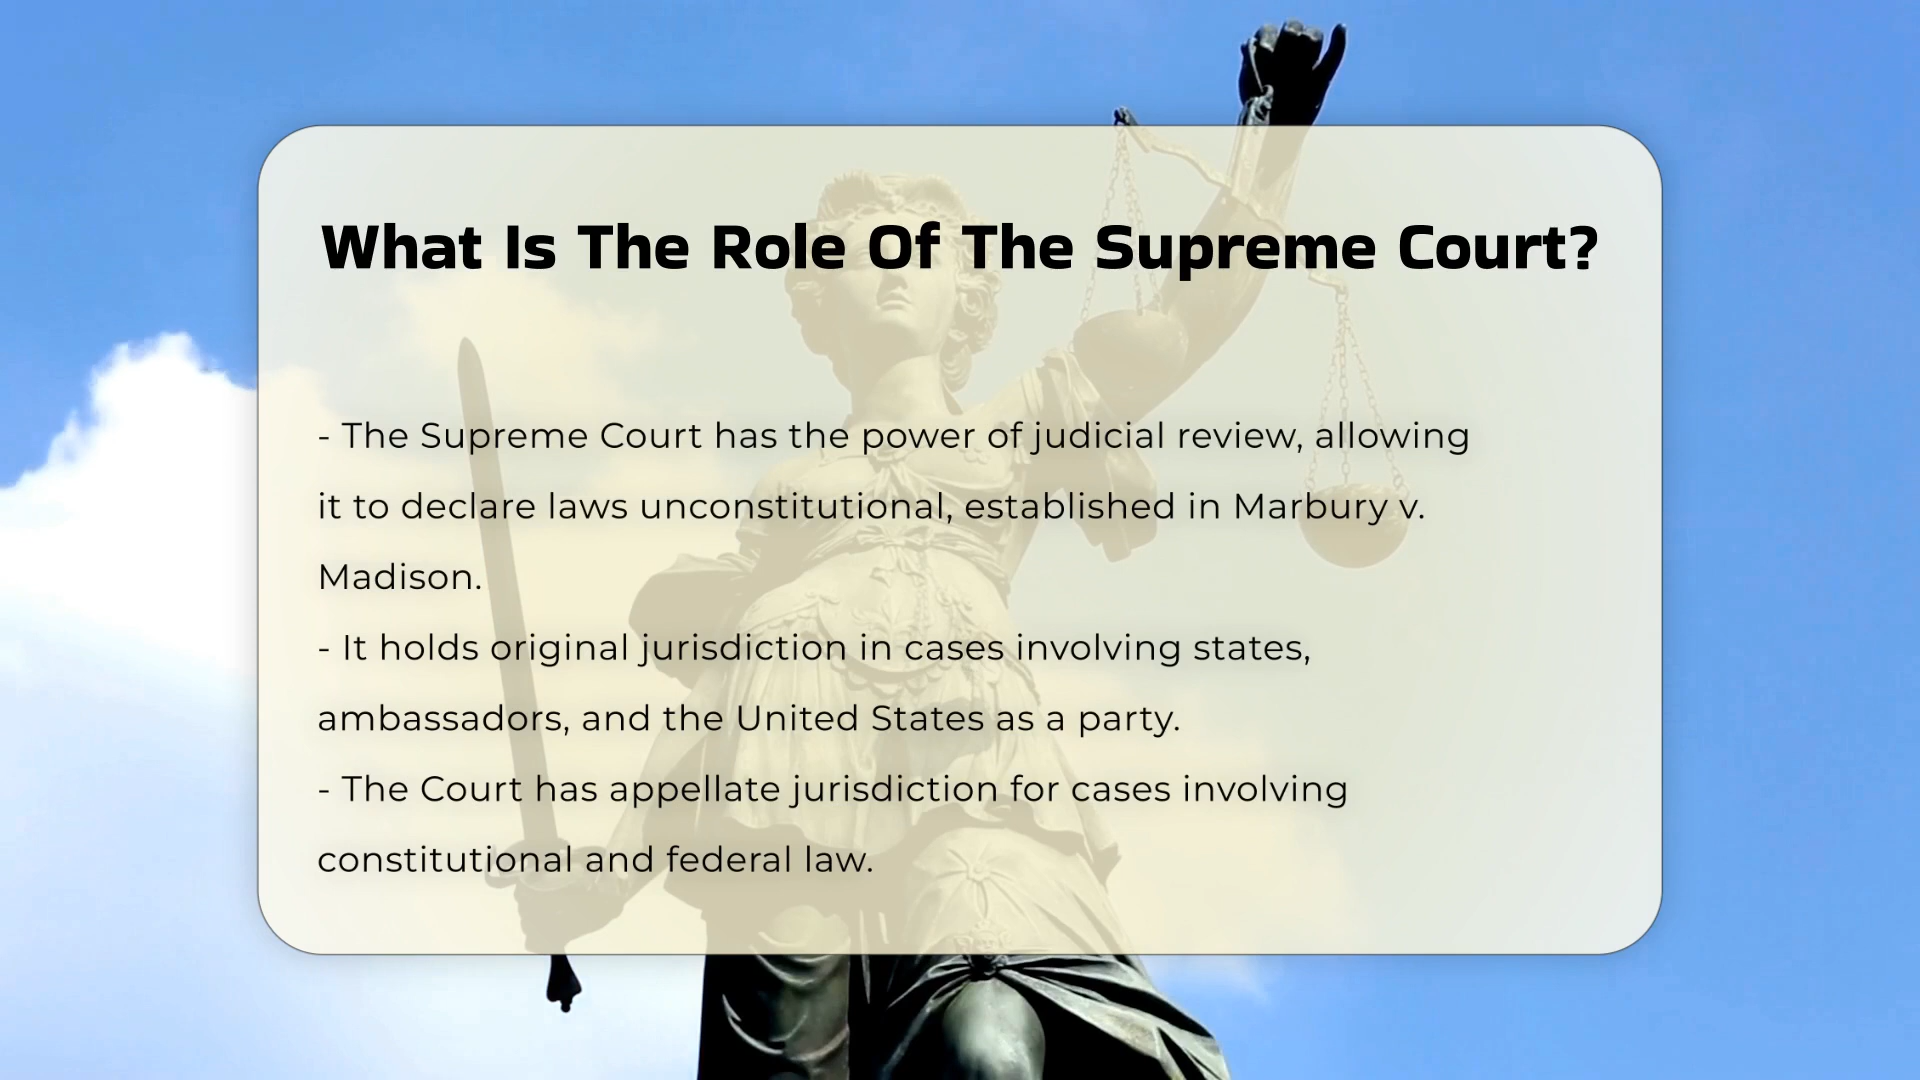 What Is The Role Of The Supreme Court?
- The Supreme Court has the power of judicial review, allowing
it to declare laws unconstitutional, established in Marbury v.
Madison.
- It holds original jurisdiction in cases involving states,
ambassadors, and the United States as a party.
- The Court has appellate jurisdiction for cases involving
constitutional and federal law.